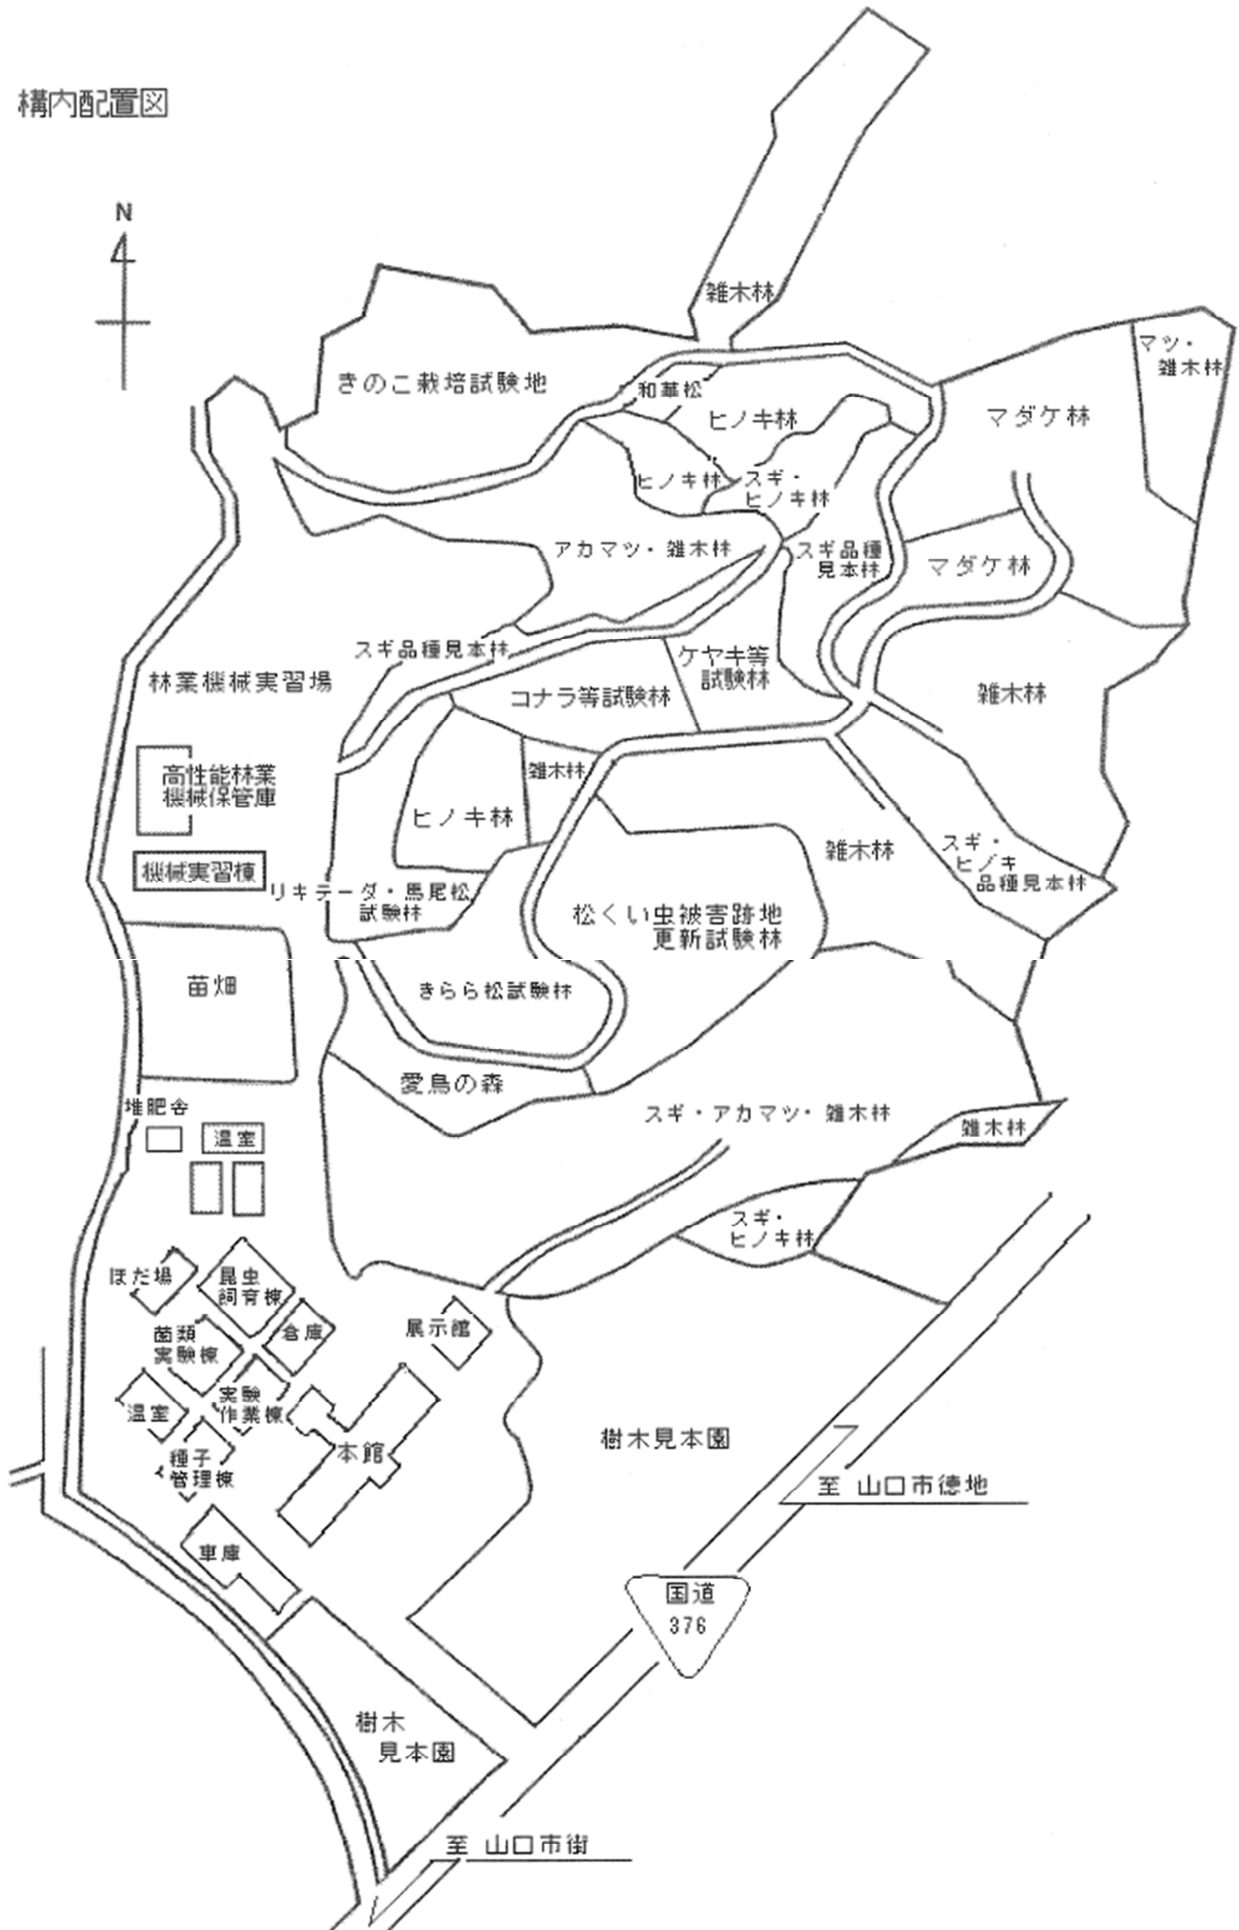 構内配置図
N
雑木林
マツ・
雑木林
きのこ栽培試験地
和華松
ヒノキ林
マダケ林
ヒノキ林
スギ・
ヒノキ林
アカマツ・雑木林
スギ品種
見本林
マダケ林
スギ品種見本林
ケヤキ等
試験林
林業機械実習場
コナラ等試験林
雑木林
高性能林業
機械保管庫
雑木林
ヒノキ林
雑木林
スギ・
ヒノキ
品種見本林
機械実習棟
リキテーダ・馬尾松
試験林
松くい虫被害跡地
更新試験林
苗畑
きらら松試験林
愛鳥の森
堆肥舎
温室
スギ・アカマツ・雑木林
雑木林
スギ・
ヒノキ林
ほだ場
昆虫
飼育棟
菌類
実験棟
倉庫
展示館
温室
実験
作業棟
種子
管理棟
本館
樹木見本園
至 山口市徳地
車庫
国道
376
樹木
見本園
至 山口市街